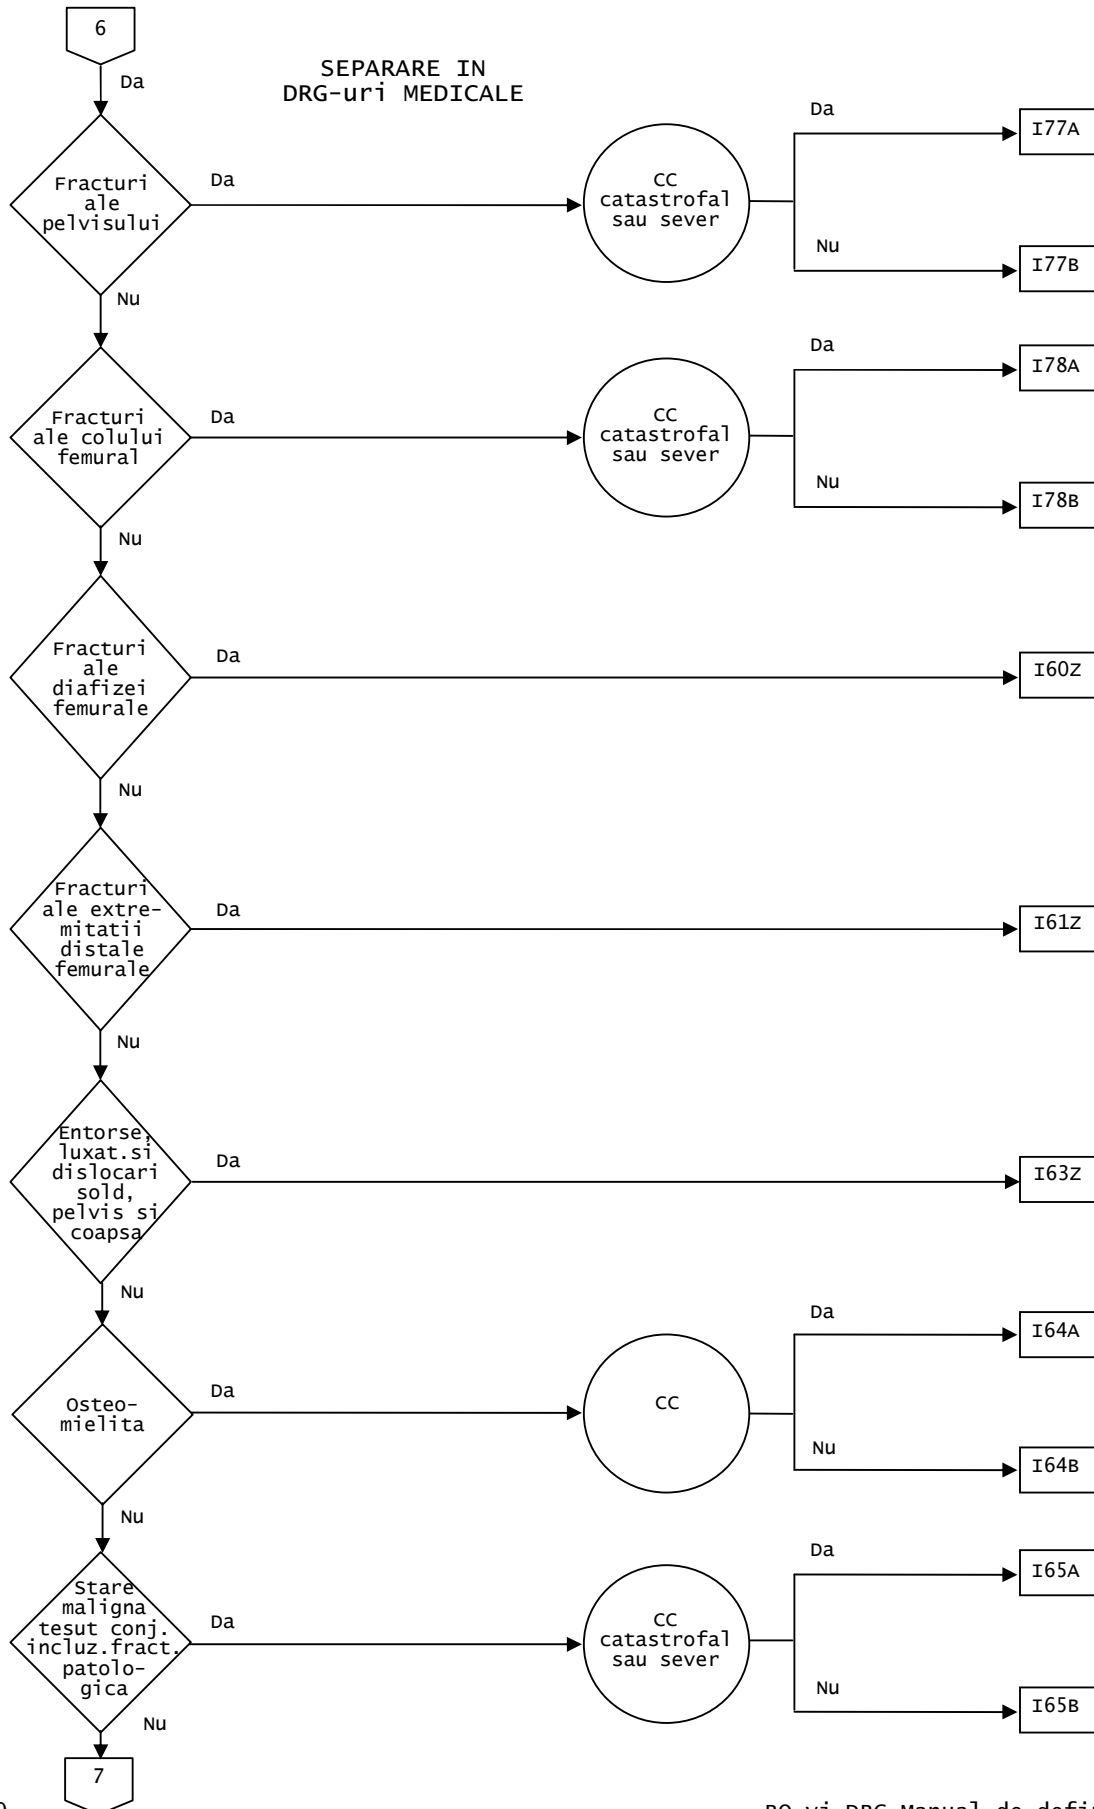 6
Da
SEPARARE IN
DRG-uri MEDICALE
Fracturi
ale
pelvisului
Da
CC
catastrofal
sau sever
Da
I77A
Nu
I77B
Nu
Fracturi
ale colului
femural
Da
CC
catastrofal
sau sever
Da
I78A
Nu
I78B
Nu
Fracturi
ale
diafizei
femurale
Da
I60Z
Nu
Fracturi
ale extre-
mitatii
distale
femurale
Da
I61Z
Nu
Entorse,
luxat.si
dislocari
sold,
pelvis si
coapsa
Da
I63Z
Nu
Osteo-
mielita
Da
CC
Da
I64A
Nu
I64B
Nu
Stare
maligna
tesut conj.
incluz.fract.
patolo-
gica
Da
CC
catastrofal
sau sever
Da
I65A
Nu
I65B
Nu
7